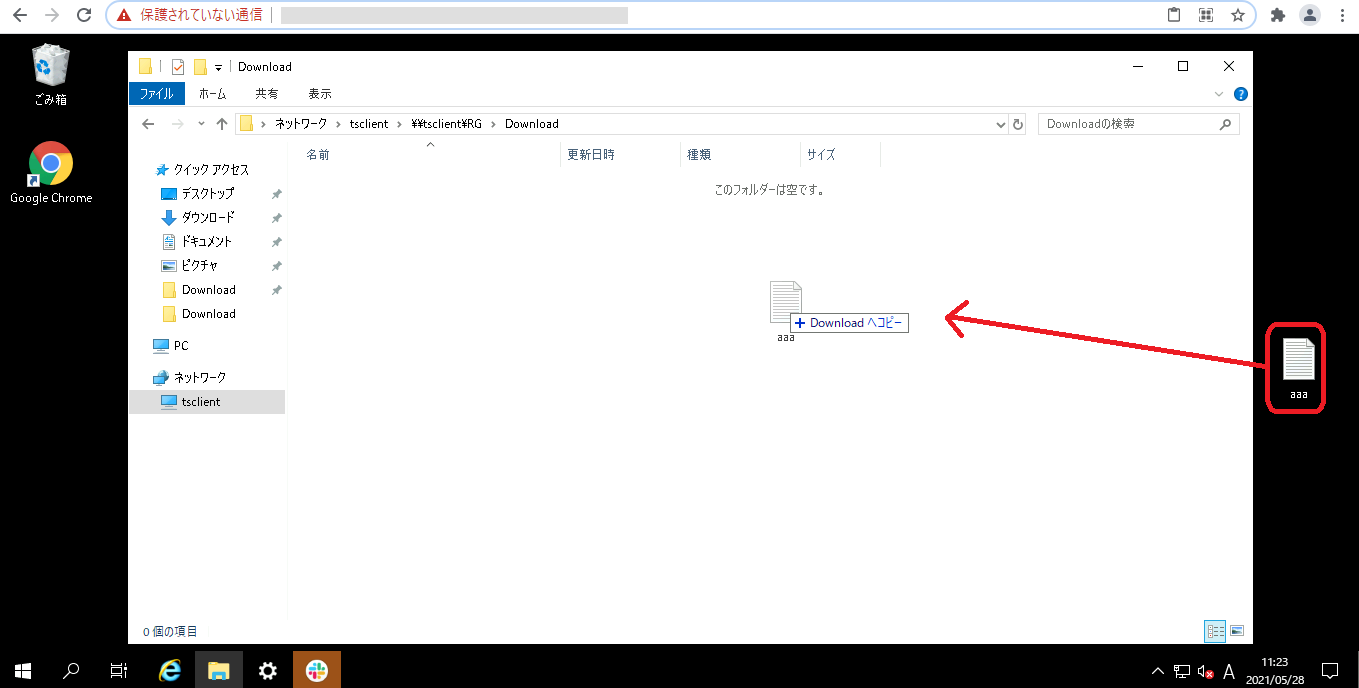 保護されていない通信
ごみ箱
Google Chrome
Download
ファイル ホーム 共有 表示
ネットワーク > tsclient > ¥¥tsclient¥RG > Download
Downloadの検索
名前 更新日時 種類 サイズ
このフォルダーは空です。
クイック アクセス
デスクトップ
ダウンロード
ドキュメント
ピクチャ
Download
Download
PC
ネットワーク
tsclient
+ Download へコピー
aaa
aaa
0 個の項目
A
11:23
2021/05/28